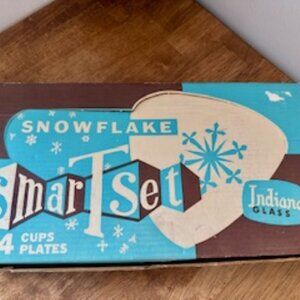 SNOWFLAKE
smarTset
4 CUPS
PLATES
Indiana
GLASS